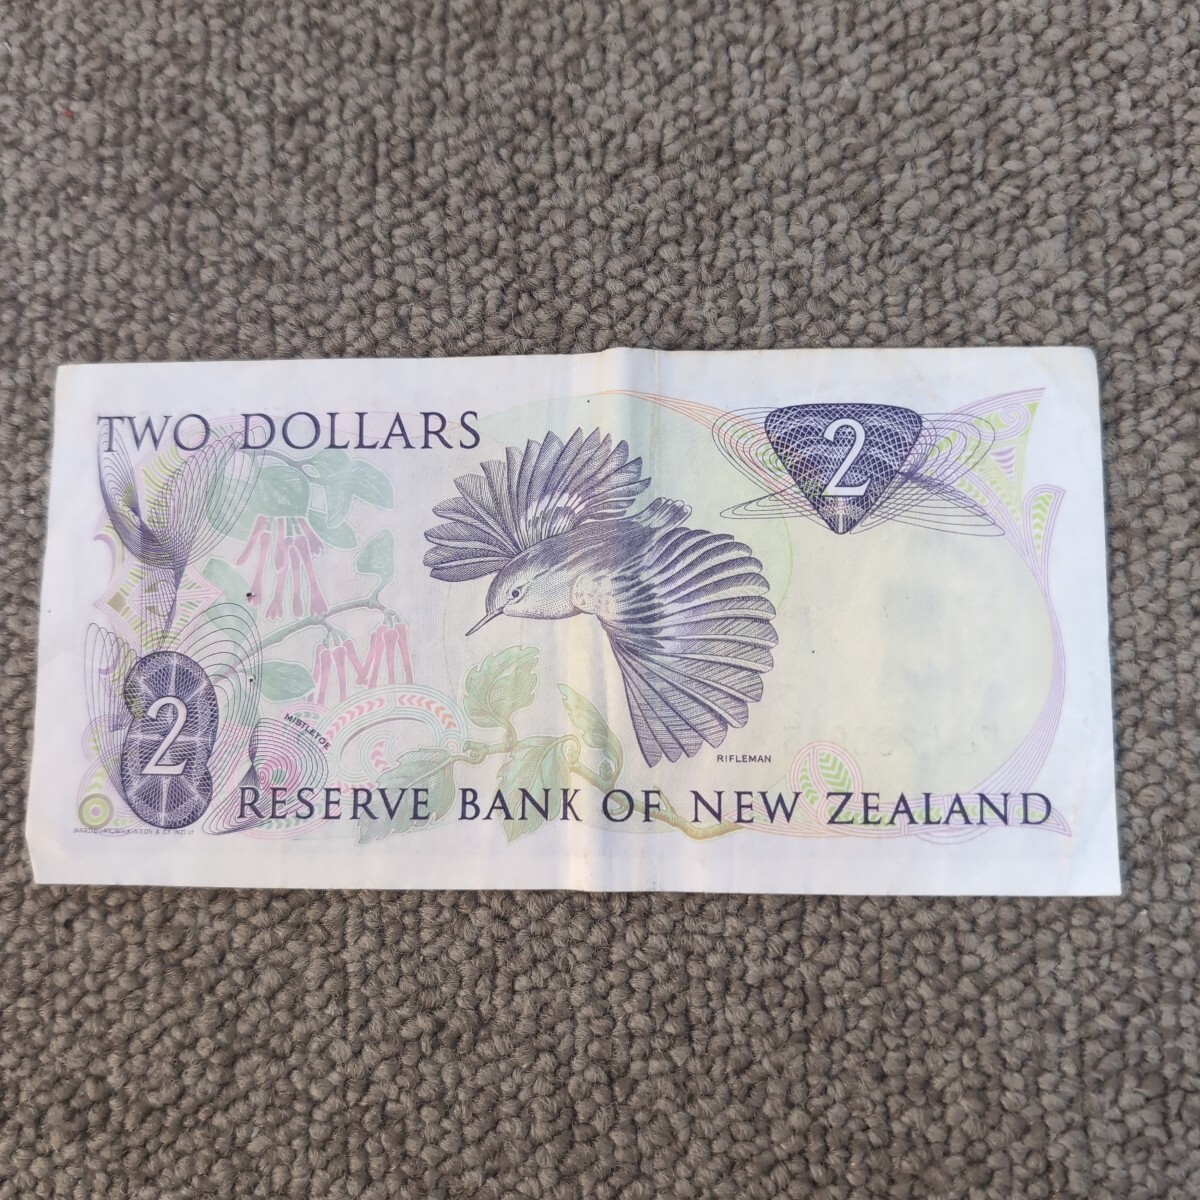 TWO DOLLARS
2
MISTLETOE
2
RIFLEMAN
RESERVE BANK OF NEW ZEALAND